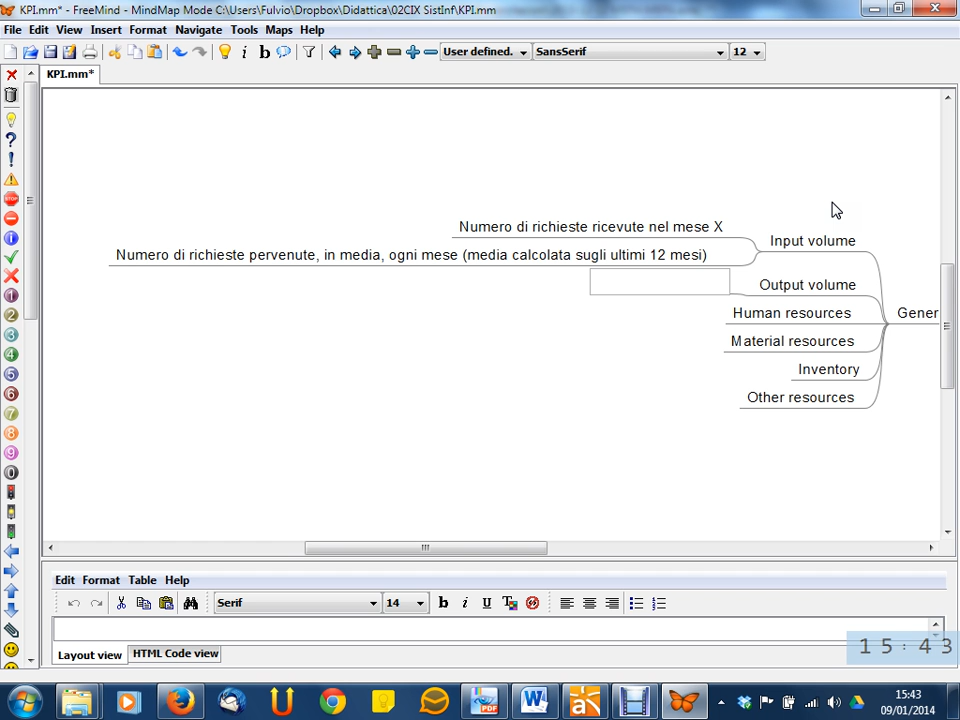 KPI.mm* - FreeMind - MindMap Mode C:\Users\Fulvio\Dropbox\Didattica\02CIX SistInf\KPI.mm
File Edit View Insert Format Navigate Tools Maps Help
User defined. SansSerif 12
KPI.mm*
Numero di richieste ricevute nel mese X
Input volume
Numero di richieste pervenute, in media, ogni mese (media calcolata sugli ultimi 12 mesi)
Output volume
Human resources
Gener
Material resources
Inventory
Other resources
Edit Format Table Help
Serif 14
Layout view HTML Code view
15:43
15:43
09/01/2014